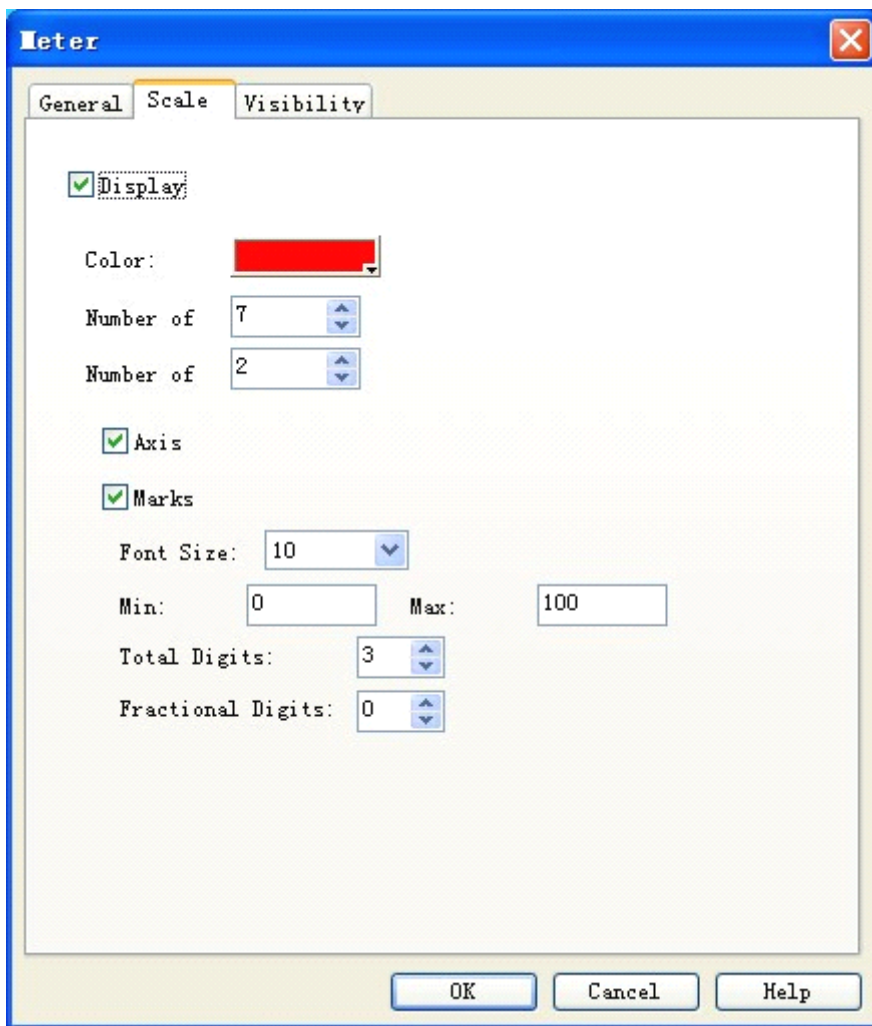 Meter
General Scale Visibility
Display
Color:
Number of 7
Number of 2
Axis
Marks
Font Size: 10
Min: 0 Max: 100
Total Digits: 3
Fractional Digits: 0
OK Cancel Help